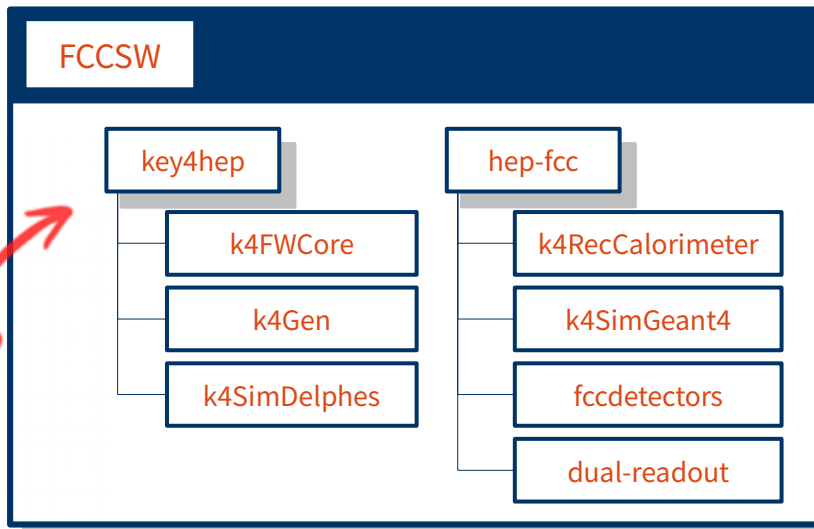 FCCSW
key4hep
k4FWCore
k4Gen
k4SimDelphes
hep-fcc
k4RecCalorimeter
k4SimGeant4
fccdetectors
dual-readout